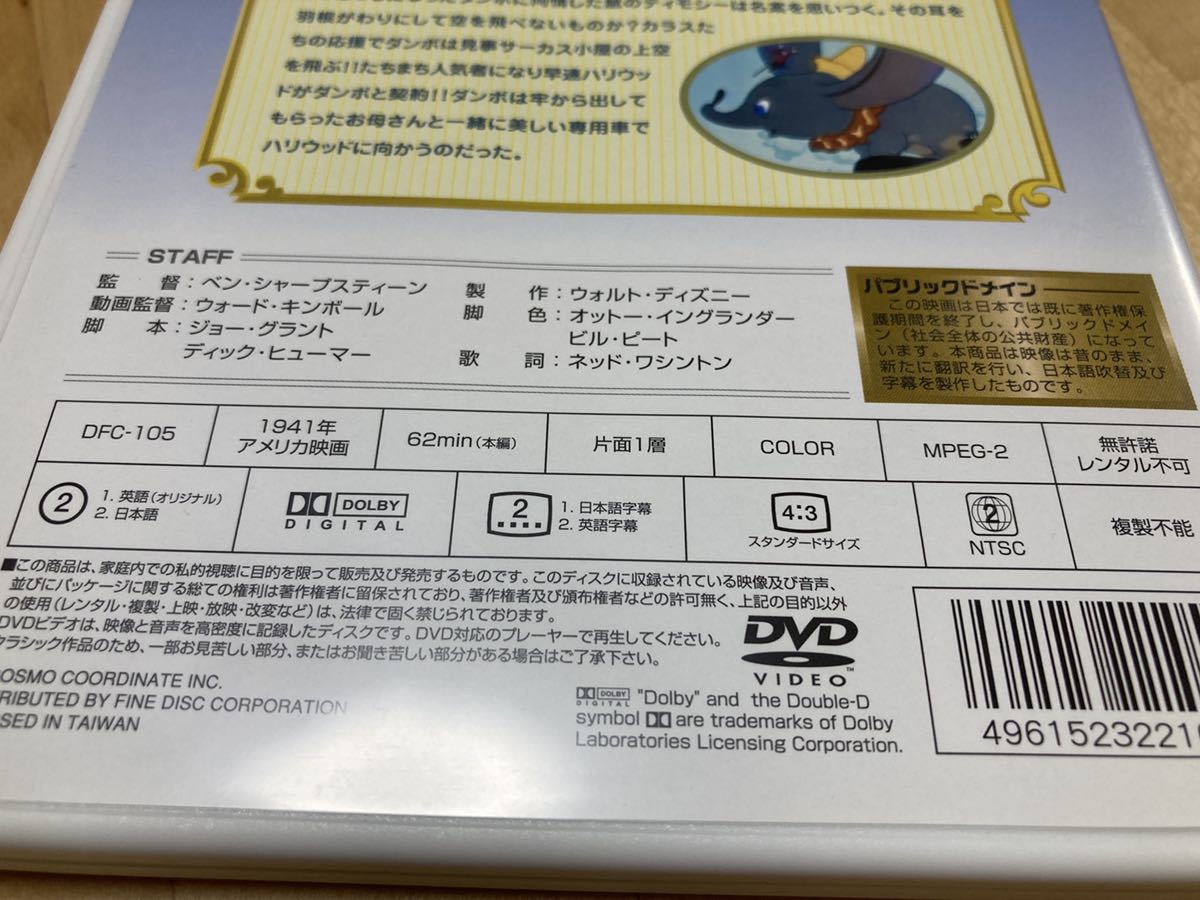 ティモシーは名案を思いつく。その耳を
羽根がわりにして空を飛べないものか?カラスた
ちの応援でダンボは見事サーカス小屋の上空
を飛ぶ!!たちまち人気者になり早速ハリウッ
ドがダンボと契約!!ダンボは牢から出して
もらったお母さんと一緒に美しい専用車で
ハリウッドに向かうのだった。
STAFF
監 督:ベン・シャープスティーン
動画監督:ウォード・キンボール
脚 本:ジョー・グラント
ディック・ヒューマー
製 作:ウォルト・ディズニー
脚 色:オットー・イングランダー
ビル・ピート
歌 詞:ネッド・ワシントン
パブリックドメイン
この映画は日本では既に著作権保
護期間を終了し、パブリックドメイ
ン(社会全体の公共財産)になって
います。本商品は映像は昔のまま、
新たに翻訳を行い、日本語吹替及び
字幕を製作したものです。
DFC-105
1941年
アメリカ映画
62min(本編)
片面1層
COLOR
MPEG-2
無許諾
レンタル不可
2
1. 英語(オリジナル)
2. 日本語
DOLBY
DIGITAL
2
1. 日本語字幕
2. 英語字幕
4:3
スタンダードサイズ
2
NTSC
複製不能
■この商品は、家庭内での私的視聴に目的を限って販売及び発売するものです。このディスクに収録されている映像及び音声、
並びにパッケージに関する総ての権利は著作権者に留保されており、著作権者及び頒布権者などの許可無く、上記の目的以外
の使用(レンタル・複製・上映・放映・改変など)は、法律で固く禁じられております。
DVDビデオは、映像と音声を高密度に記録したディスクです。DVD対応のプレーヤーで再生してください。
クラシック作品のため、一部お見苦しい部分、またはお聞き苦しい部分がある場合はご了承下さい。
COSMO COORDINATE INC.
TRIBUTED BY FINE DISC CORPORATION
SED IN TAIWAN
DVD
VIDEO
DOLBY DIGITAL "Dolby" and the Double-D
symbol are trademarks of Dolby
Laboratories Licensing Corporation.
4961523221